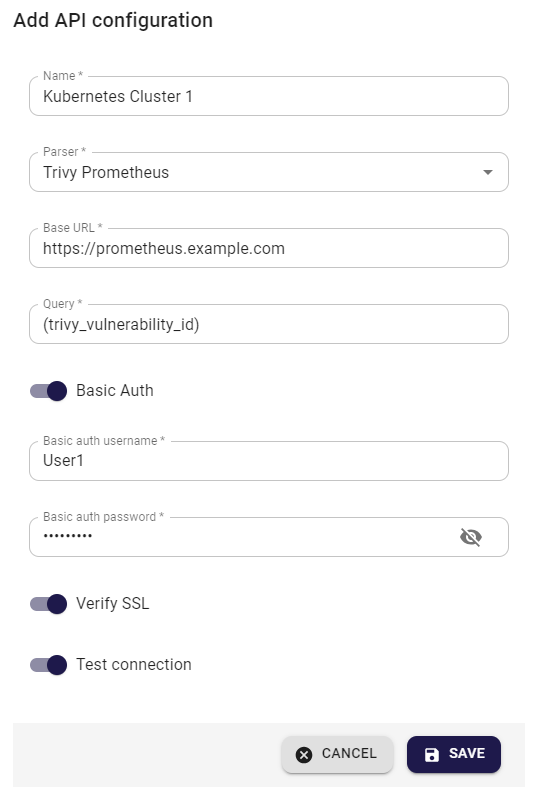 Add API configuration
Name *
Kubernetes Cluster 1
Parser *
Trivy Prometheus
Base URL *
https://prometheus.example.com
Query *
(trivy_vulnerability_id)
Basic Auth
Basic auth username *
User1
Basic auth password *
•••••••••
Verify SSL
Test connection
CANCEL SAVE